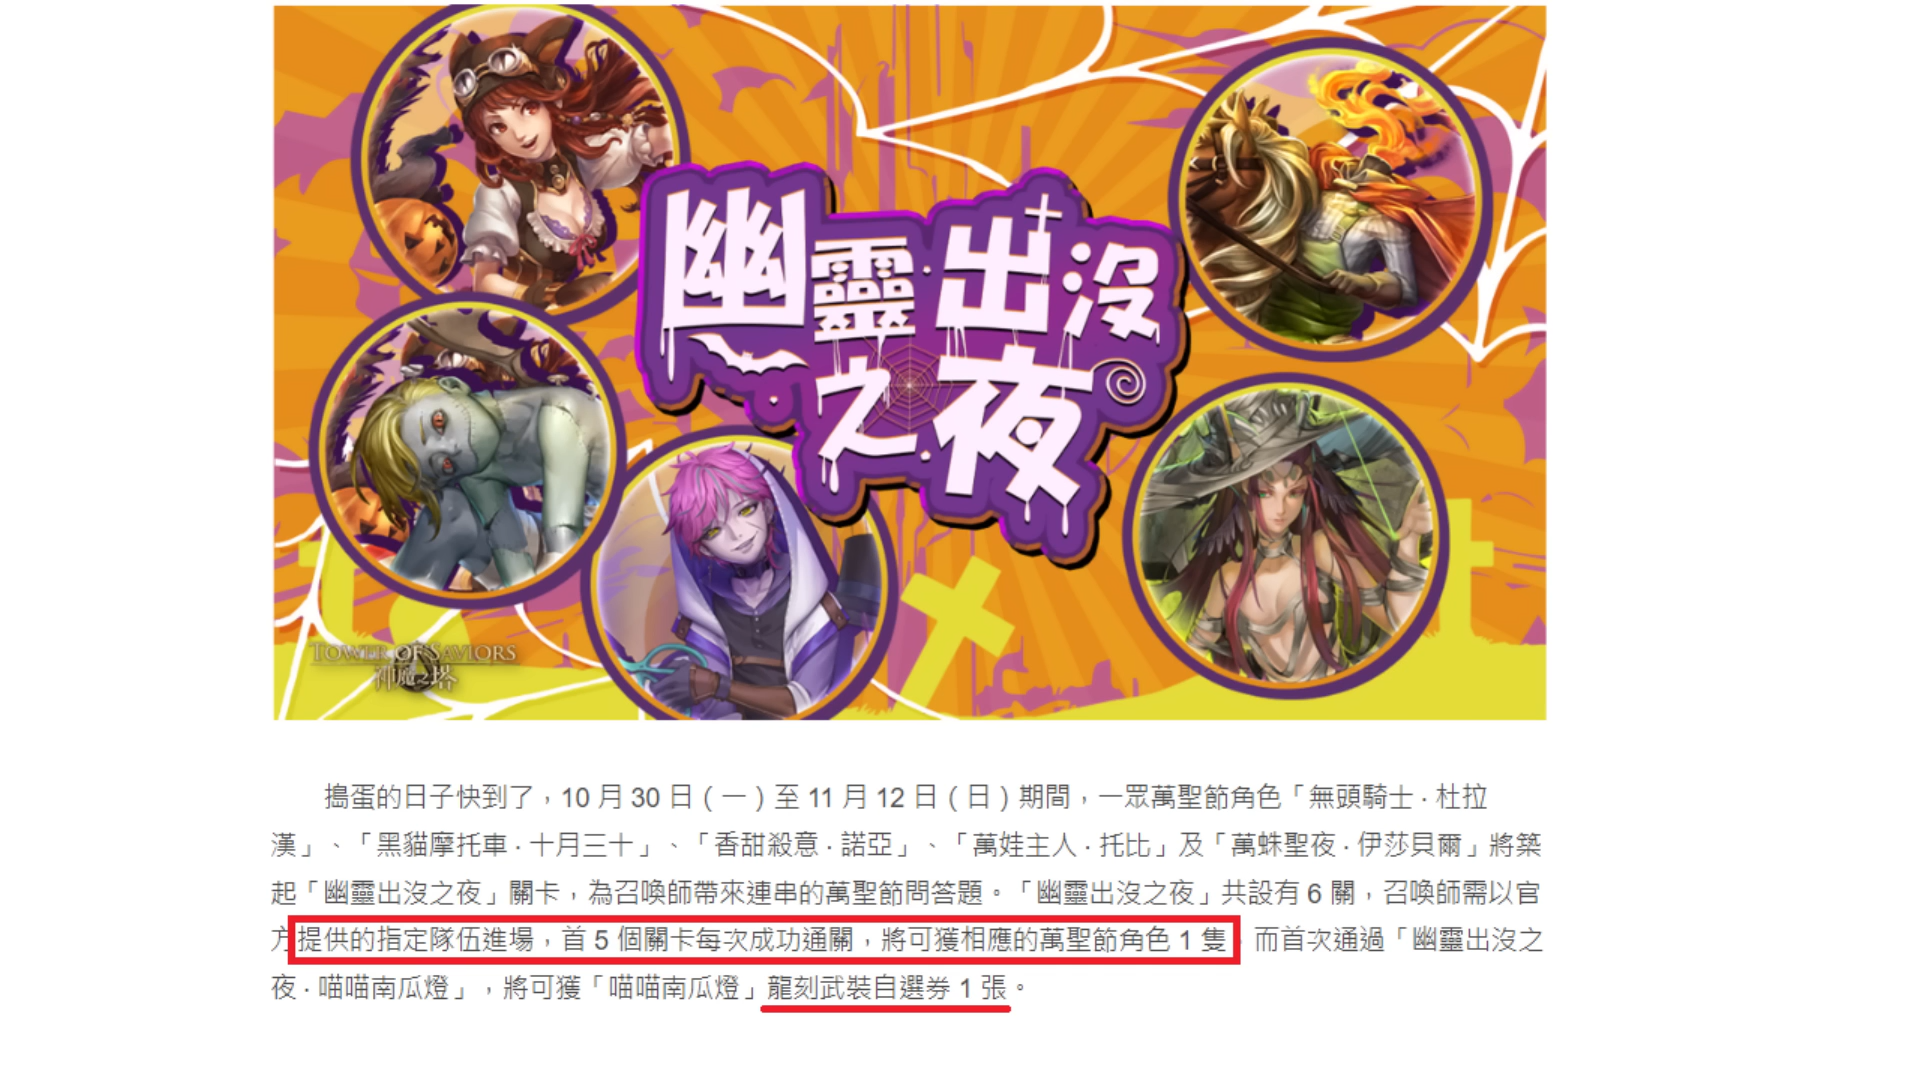 幽靈·出沒
之·夜
TOWER OF SAVIORS
神魔之塔
搗蛋的日子快到了，10 月 30 日（一）至 11 月 12 日（日）期間，一眾萬聖節角色「無頭騎士 ‧ 杜拉
漢」、「黑貓摩托車 ‧ 十月三十」、「香甜殺意 ‧ 諾亞」、「萬娃主人 ‧ 托比」及「萬蛛聖夜 ‧ 伊莎貝爾」將築
起「幽靈出沒之夜」關卡，為召喚師帶來連串的萬聖節問答題。「幽靈出沒之夜」共設有 6 關，召喚師需以官
方提供的指定隊伍進場，首 5 個關卡每次成功通關，將可獲相應的萬聖節角色 1 隻，而首次通過「幽靈出沒之
夜 ‧ 喵喵南瓜燈」，將可獲「喵喵南瓜燈」龍刻武裝自選券 1 張。